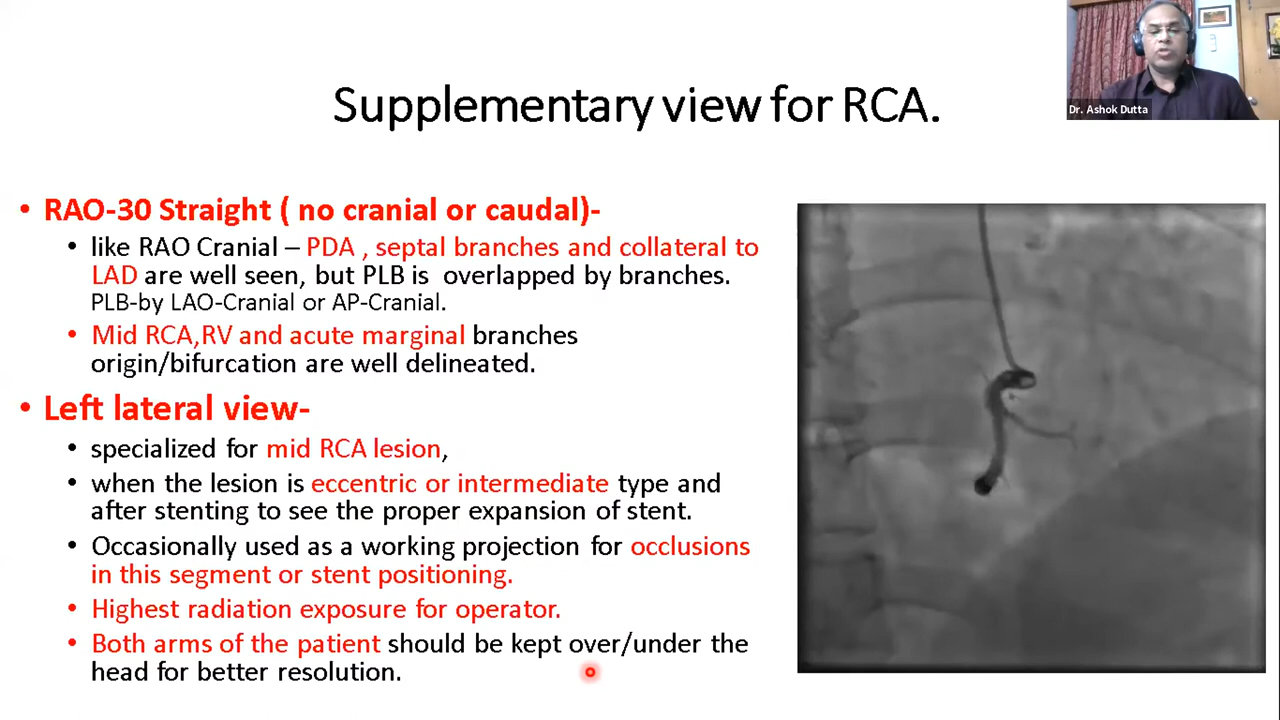 Supplementary view for RCA.
Dr. Ashok Dutta
• RAO-30 Straight ( no cranial or caudal)-
• like RAO Cranial – PDA , septal branches and collateral to
LAD are well seen, but PLB is overlapped by branches.
PLB-by LAO-Cranial or AP-Cranial.
• Mid RCA,RV and acute marginal branches
origin/bifurcation are well delineated.
• Left lateral view-
• specialized for mid RCA lesion,
• when the lesion is eccentric or intermediate type and
after stenting to see the proper expansion of stent.
• Occasionally used as a working projection for occlusions
in this segment or stent positioning.
• Highest radiation exposure for operator.
• Both arms of the patient should be kept over/under the
head for better resolution.